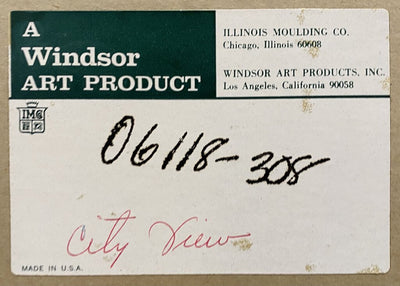 A
Windsor
ART PRODUCT
ILLINOIS MOULDING CO.
Chicago, Illinois 60608
WINDSOR ART PRODUCTS, INC.
Los Angeles, California 90058
IMC
06118-308
City View
MADE IN U.S.A.